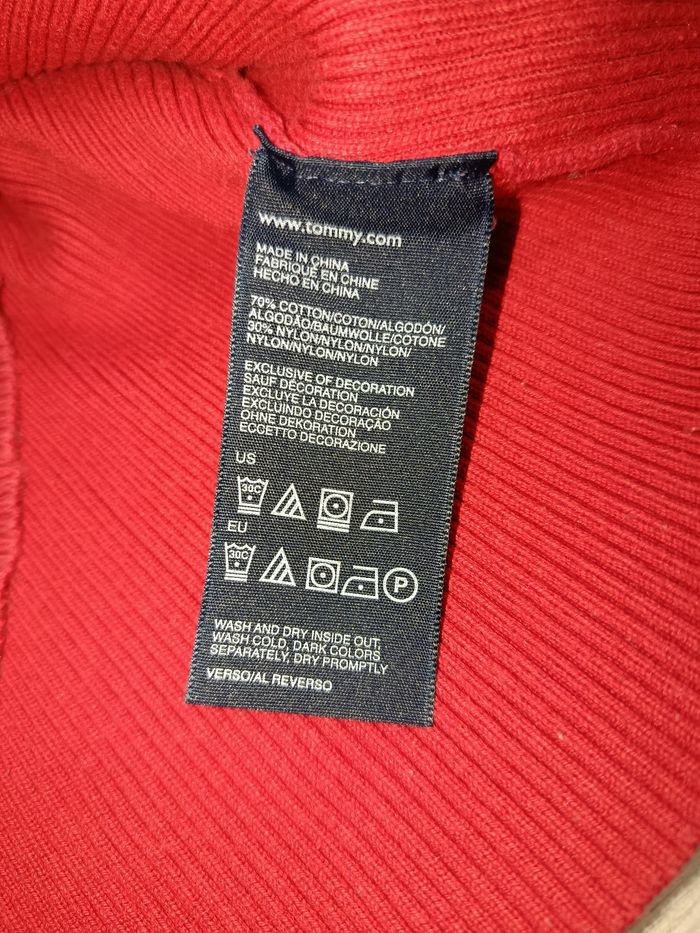 www.tommy.com
MADE IN CHINA
FABRIQUÉ EN CHINE
HECHO EN CHINA
70% COTTON/COTON/ALGODÓN/
ALGODÃO/BAUMWOLLE/COTONE
30% NYLON/NYLON/NYLON/
NYLON/NYLON/NYLON
EXCLUSIVE OF DECORATION
SAUF DÉCORATION
EXCLUYE LA DECORACIÓN
EXCLUINDO DECORAÇÃO
OHNE DEKORATION
ECCETTO DECORAZIONE
US
30C
EU
30C P
WASH AND DRY INSIDE OUT,
WASH COLD, DARK COLORS
SEPARATELY, DRY PROMPTLY
VERSO/AL REVERSO